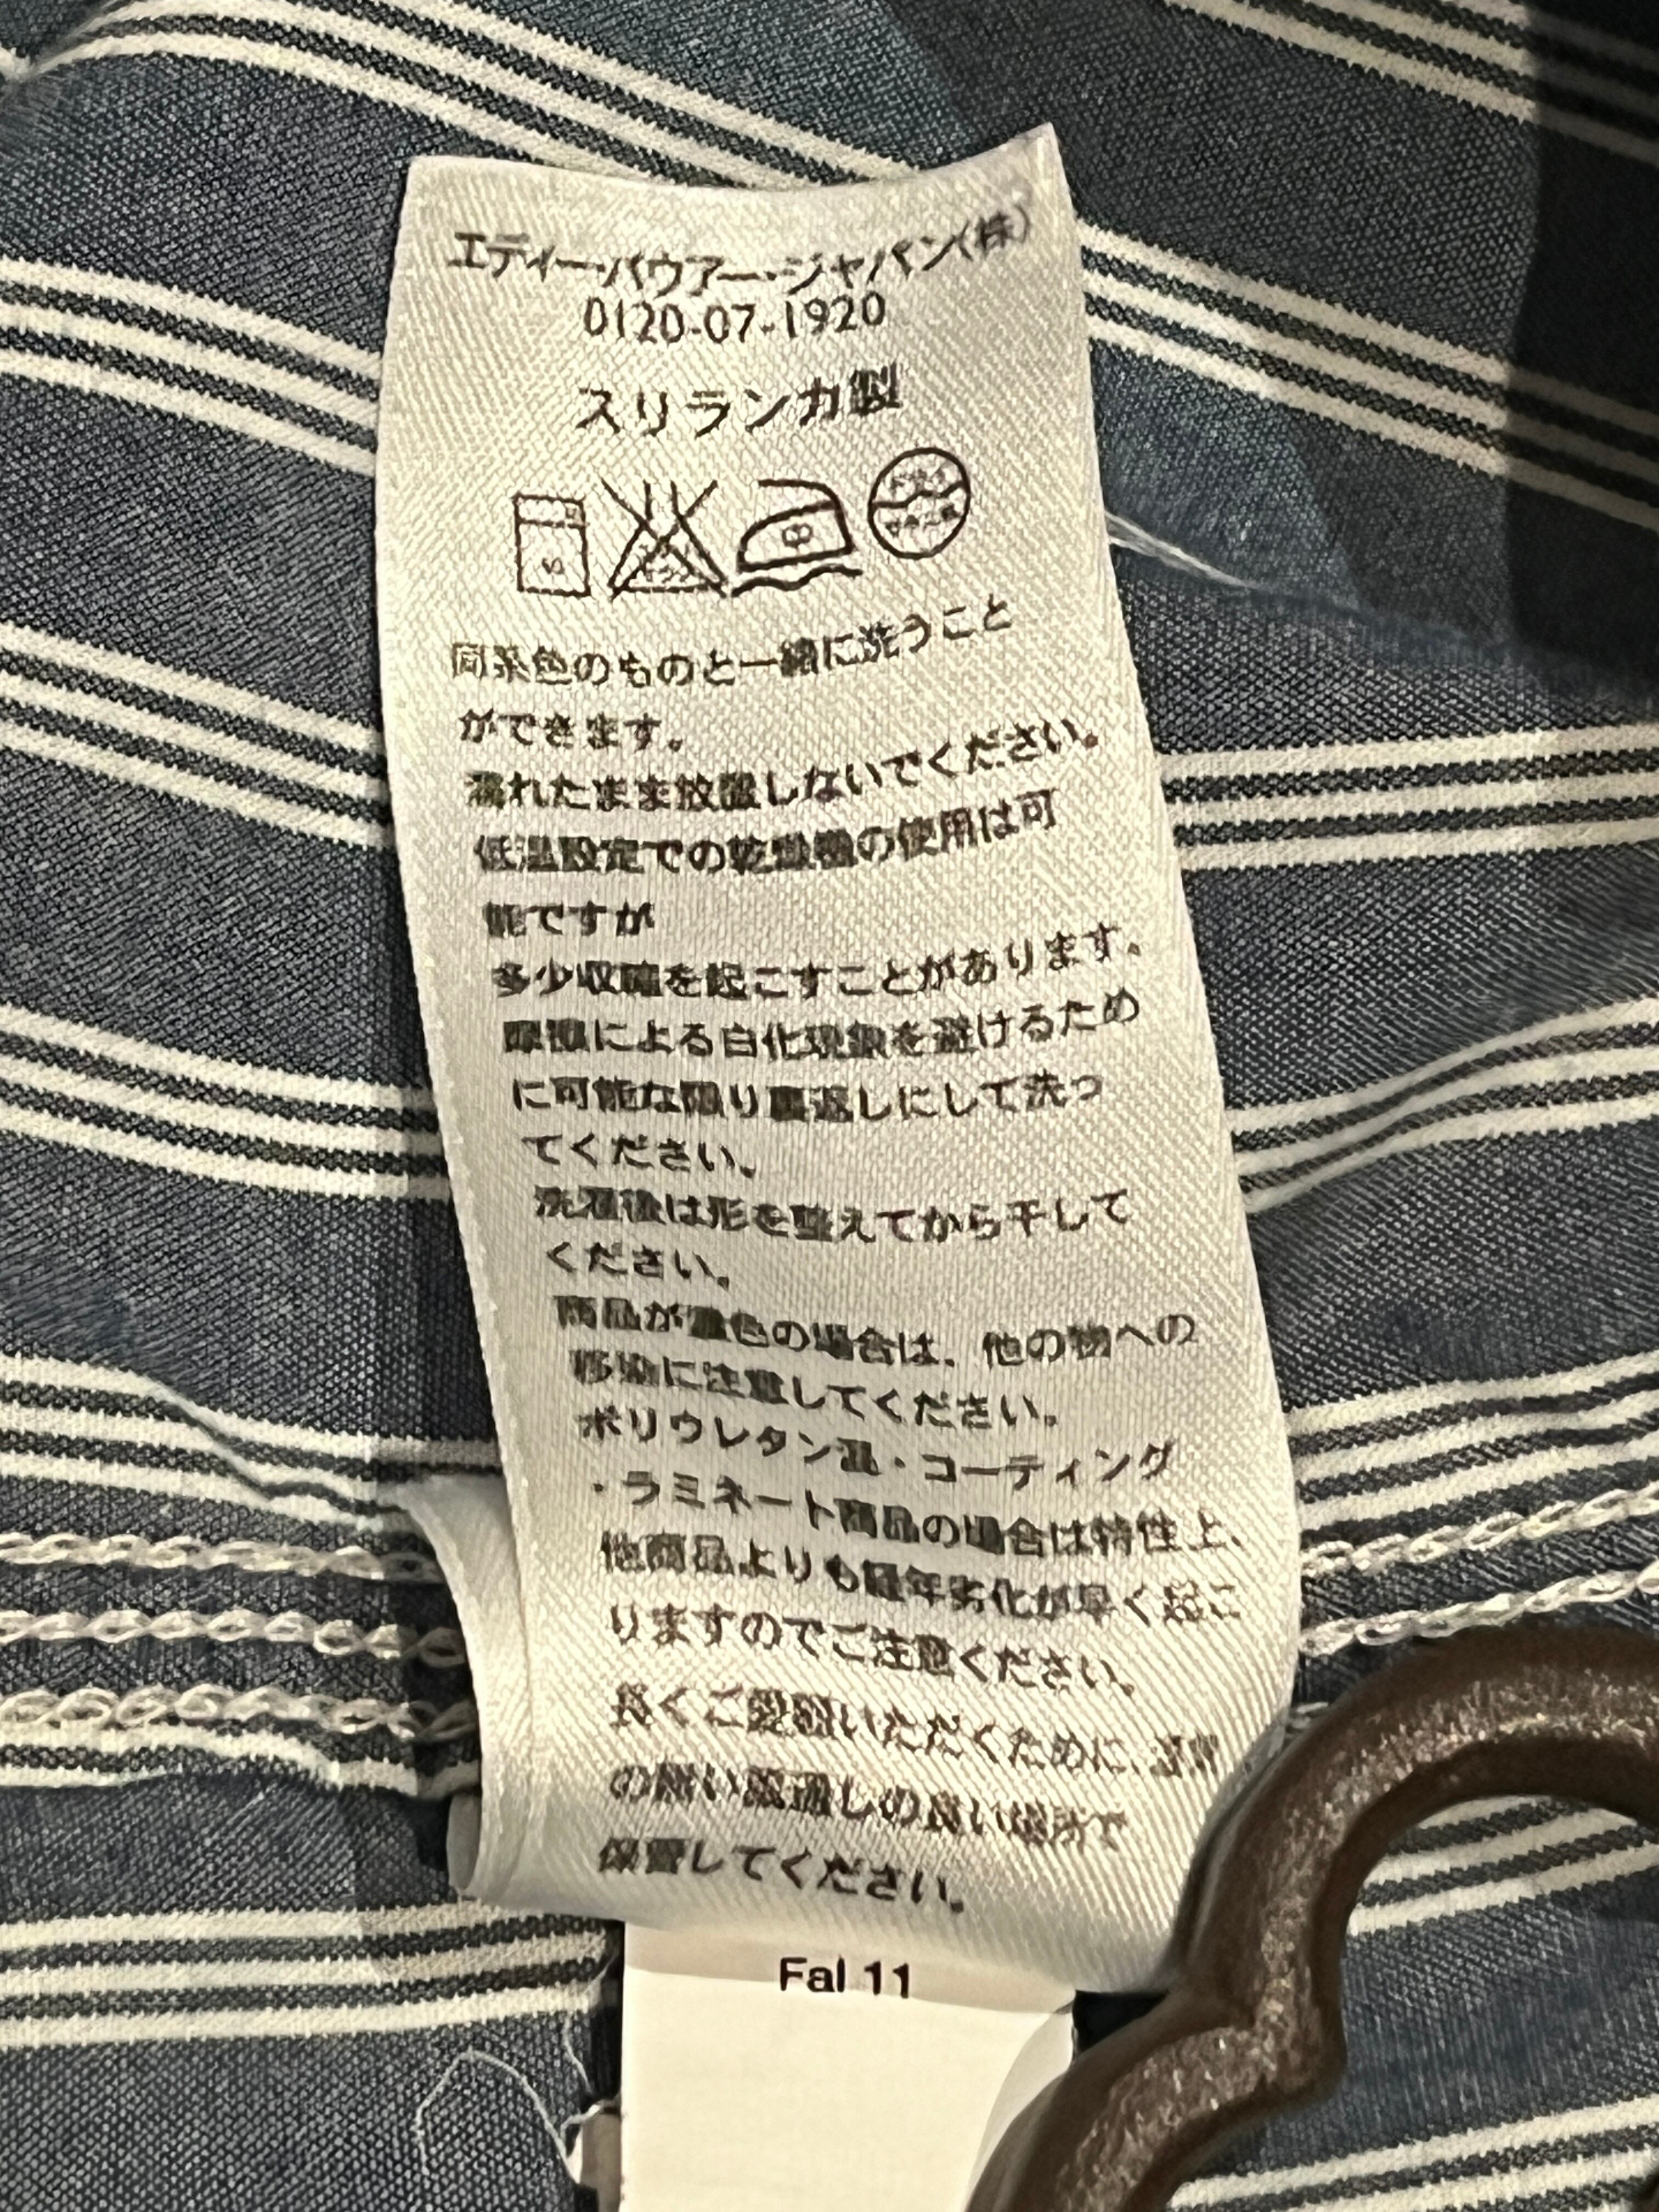 エディー・バウアー・ジャパン(株)
0120-07-1920
スリランカ製
中
同系色のものと一緒に洗うこと
ができます。
濡れたまま放置しないでください。
低温設定での乾燥機の使用は可
能ですが
多少収縮を起こすことがあります。
摩擦による白化現象を避けるため
に可能な限り裏返しにして洗っ
てください。
洗濯後は形を整えてから干して
ください。
商品が濃色の場合は、他の物への
移染に注意してください。
ポリウレタン混・コーティング
・ラミネート商品の場合は特性上、
他商品よりも経年劣化が早く起こ
りますのでご注意ください。
長くご愛用いただくために、湿気
の無い風通しの良い場所で
保管してください。
Fal 11